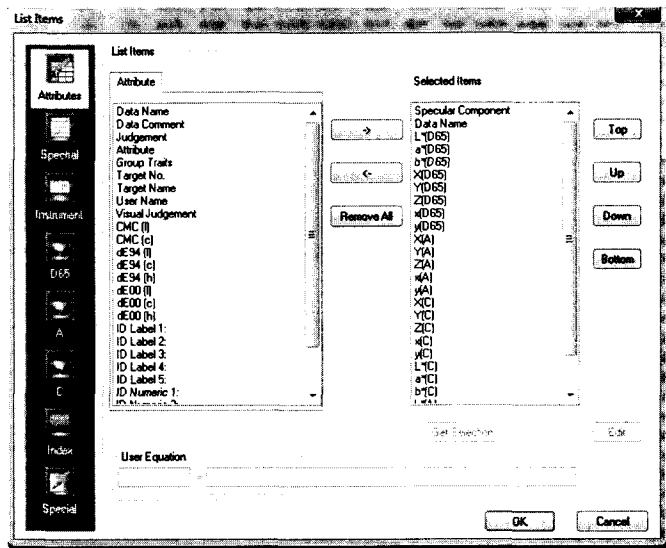 List Items
Attributes
Spectral
Instrument
D65
A
C
Index
Special
List Items
Attribute
Data Name
Data Comment
Judgement
Attribute
Group Traits
Target No.
Target Name
User Name
Visual Judgement
CMC (l)
CMC (c)
dE94 (l)
dE94 (c)
dE94 (h)
dE00 (l)
dE00 (c)
dE00 (h)
ID Label 1:
ID Label 2:
ID Label 3:
ID Label 4:
ID Label 5:
ID Numeric 1:
->
<-
Remove All
Selected Items
Specular Component
Data Name
L*(D65)
a*(D65)
b*(D65)
X(D65)
Y(D65)
Z(D65)
x(D65)
y(D65)
X(A)
Y(A)
Z(A)
x(A)
y(A)
X(C)
Y(C)
Z(C)
x(C)
y(C)
L*(C)
a*(C)
b*(C)
Top
Up
Down
Bottom
Set Selection
Edit
User Equation
=
OK
Cancel